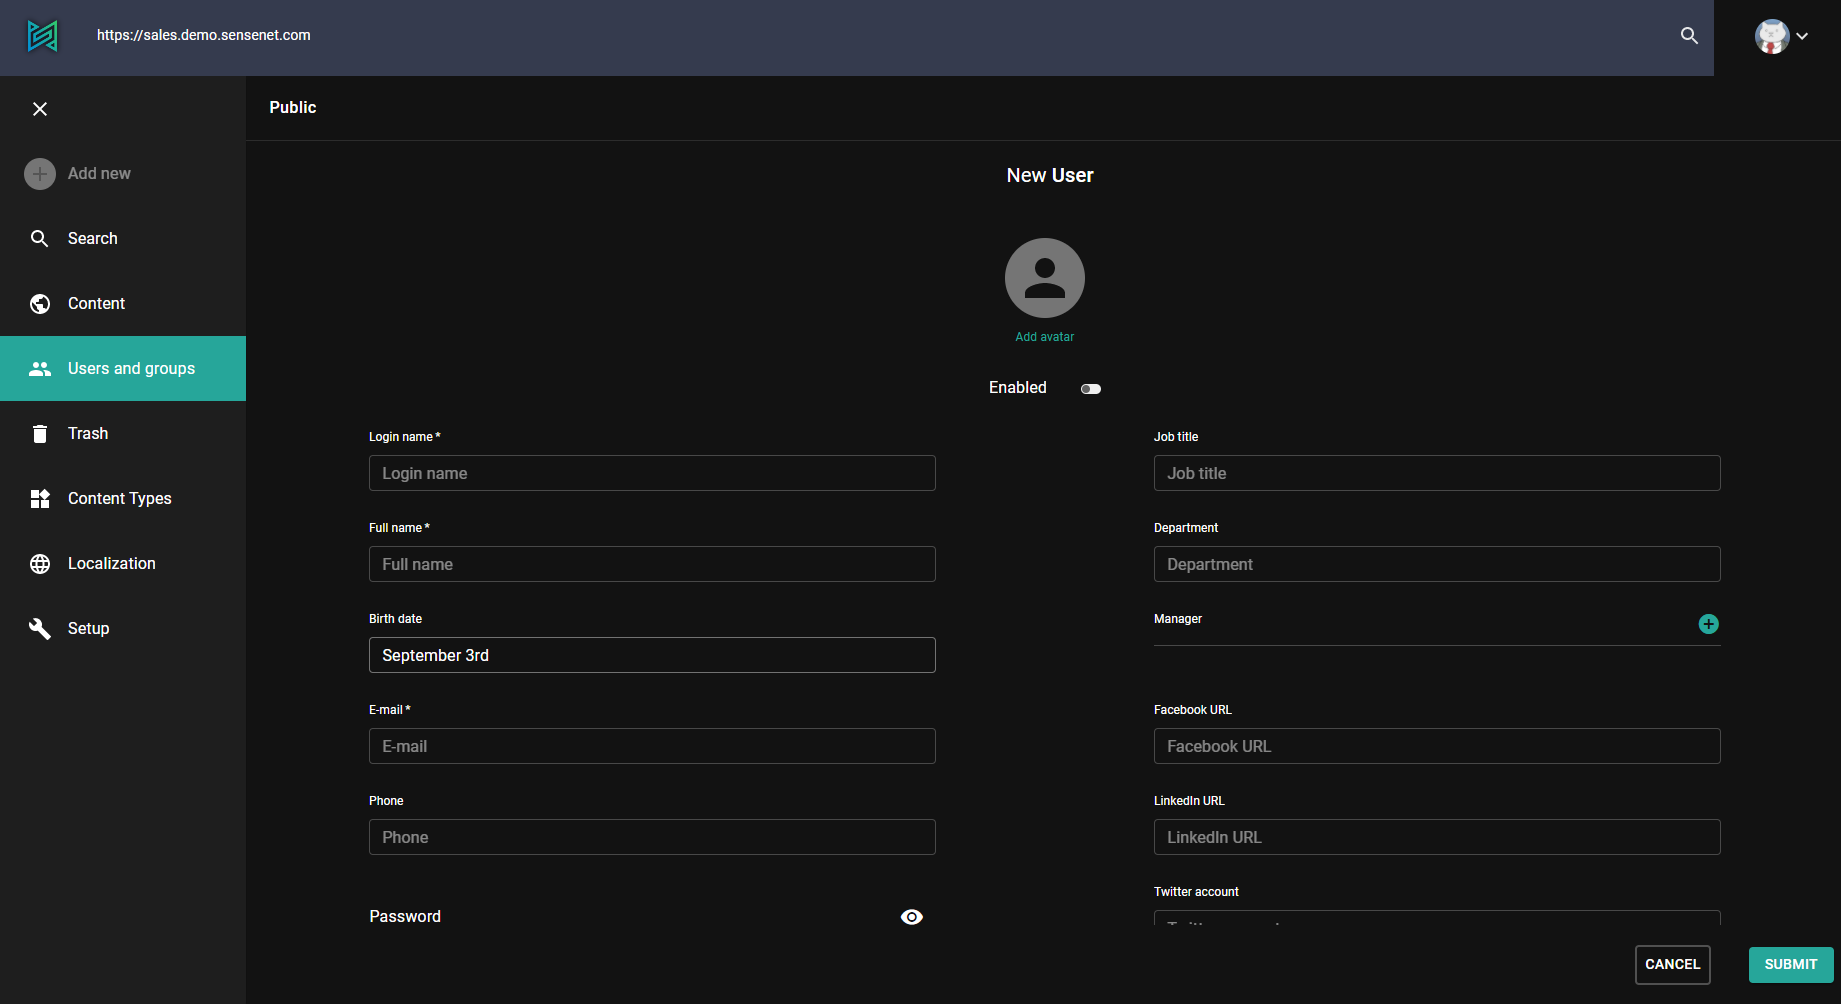 https://sales.demo.sensenet.com
Public
Add new
Search
Content
Users and groups
Trash
Content Types
Localization
Setup
New User
Add avatar
Enabled
Login name *
Login name
Full name *
Full name
Birth date
September 3rd
E-mail *
E-mail
Phone
Phone
Password
Job title
Job title
Department
Department
Manager
Facebook URL
Facebook URL
LinkedIn URL
LinkedIn URL
Twitter account
CANCEL
SUBMIT